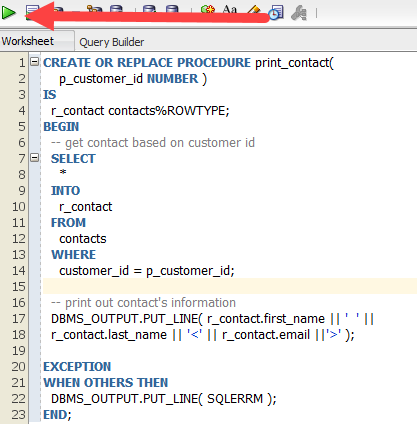 Aa
Worksheet Query Builder
1 CREATE OR REPLACE PROCEDURE print_contact(
2 p_customer_id NUMBER )
3 IS
4 r_contact contacts%ROWTYPE;
5 BEGIN
6 -- get contact based on customer id
7 SELECT
8 *
9 INTO
10 r_contact
11 FROM
12 contacts
13 WHERE
14 customer_id = p_customer_id;
15
16 -- print out contact's information
17 DBMS_OUTPUT.PUT_LINE( r_contact.first_name || ' ' ||
18 r_contact.last_name || '<' || r_contact.email ||'>' );
19
20 EXCEPTION
21 WHEN OTHERS THEN
22 DBMS_OUTPUT.PUT_LINE( SQLERRM );
23 END;